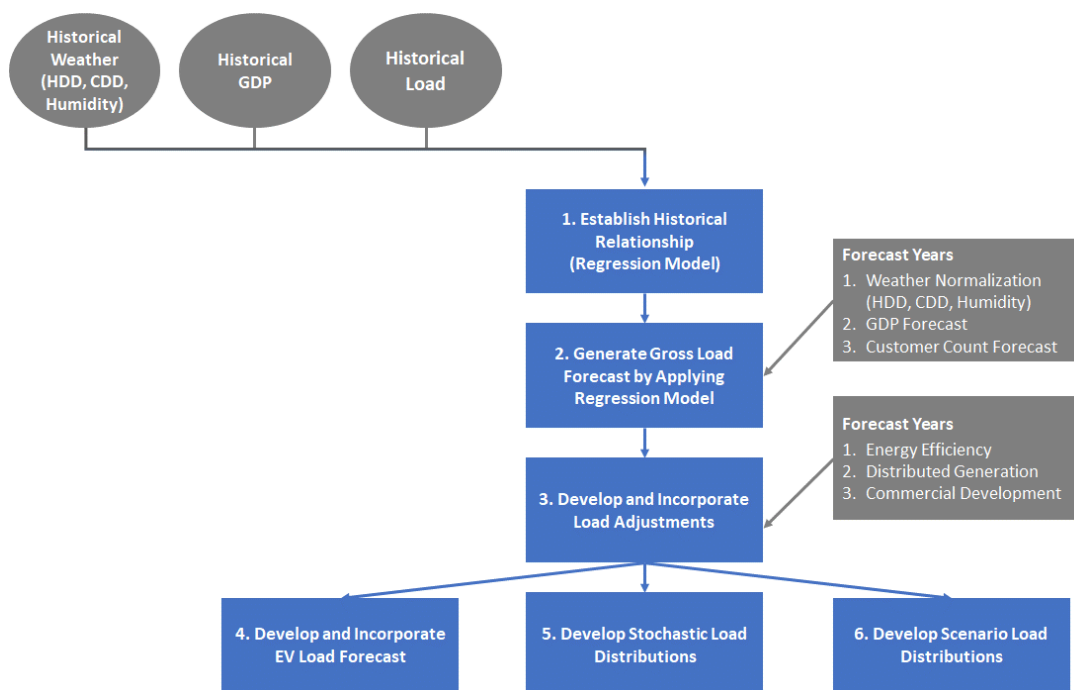 Historical
Weather
(HDD, CDD,
Humidity)
Historical
GDP
Historical
Load
1. Establish Historical
Relationship
(Regression Model)
Forecast Years
1. Weather Normalization
(HDD, CDD, Humidity)
2. GDP Forecast
3. Customer Count Forecast
2. Generate Gross Load
Forecast by Applying
Regression Model
Forecast Years
1. Energy Efficiency
2. Distributed Generation
3. Commercial Development
3. Develop and Incorporate
Load Adjustments
4. Develop and Incorporate
EV Load Forecast
5. Develop Stochastic Load
Distributions
6. Develop Scenario Load
Distributions